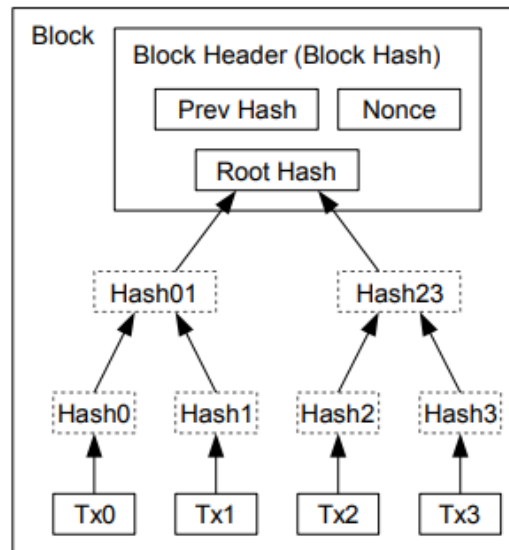 Block
Block Header (Block Hash)
Prev Hash
Nonce
Root Hash
Hash01
Hash23
Hash0
Hash1
Hash2
Hash3
Tx0
Tx1
Tx2
Tx3